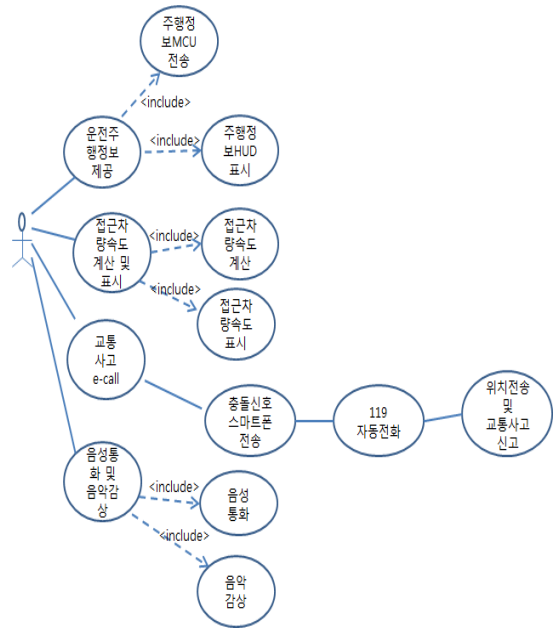 주행정
보MCU
전송
<include>
운전주
행정보
제공
<include>
주행정
보HUD
표시
접근차
량속도
계산 및
표시
<include>
접근차
량속도
계산
<include>
접근차
량속도
표시
교통
사고
e-call
충돌신호
스마트폰
전송
119
자동전화
위치전송
및
교통사고
신고
음성통
화 및
음악감
상
<include>
음성
통화
<include>
음악
감상